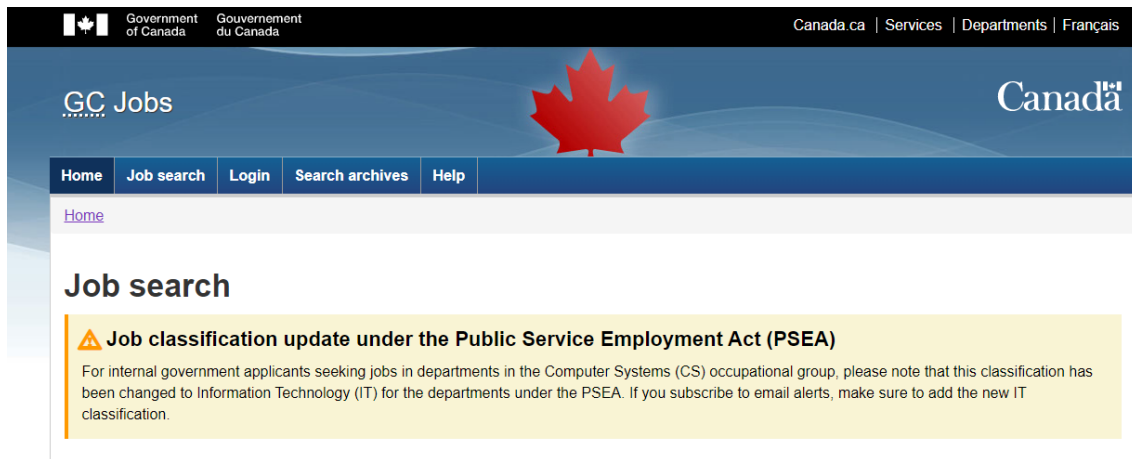 Government of Canada
Gouvernement du Canada
Canada.ca | Services | Departments | Français
GC Jobs
Canada
Home
Job search
Login
Search archives
Help
Home
Job search
Job classification update under the Public Service Employment Act (PSEA)
For internal government applicants seeking jobs in departments in the Computer Systems (CS) occupational group, please note that this classification has
been changed to Information Technology (IT) for the departments under the PSEA. If you subscribe to email alerts, make sure to add the new IT
classification.